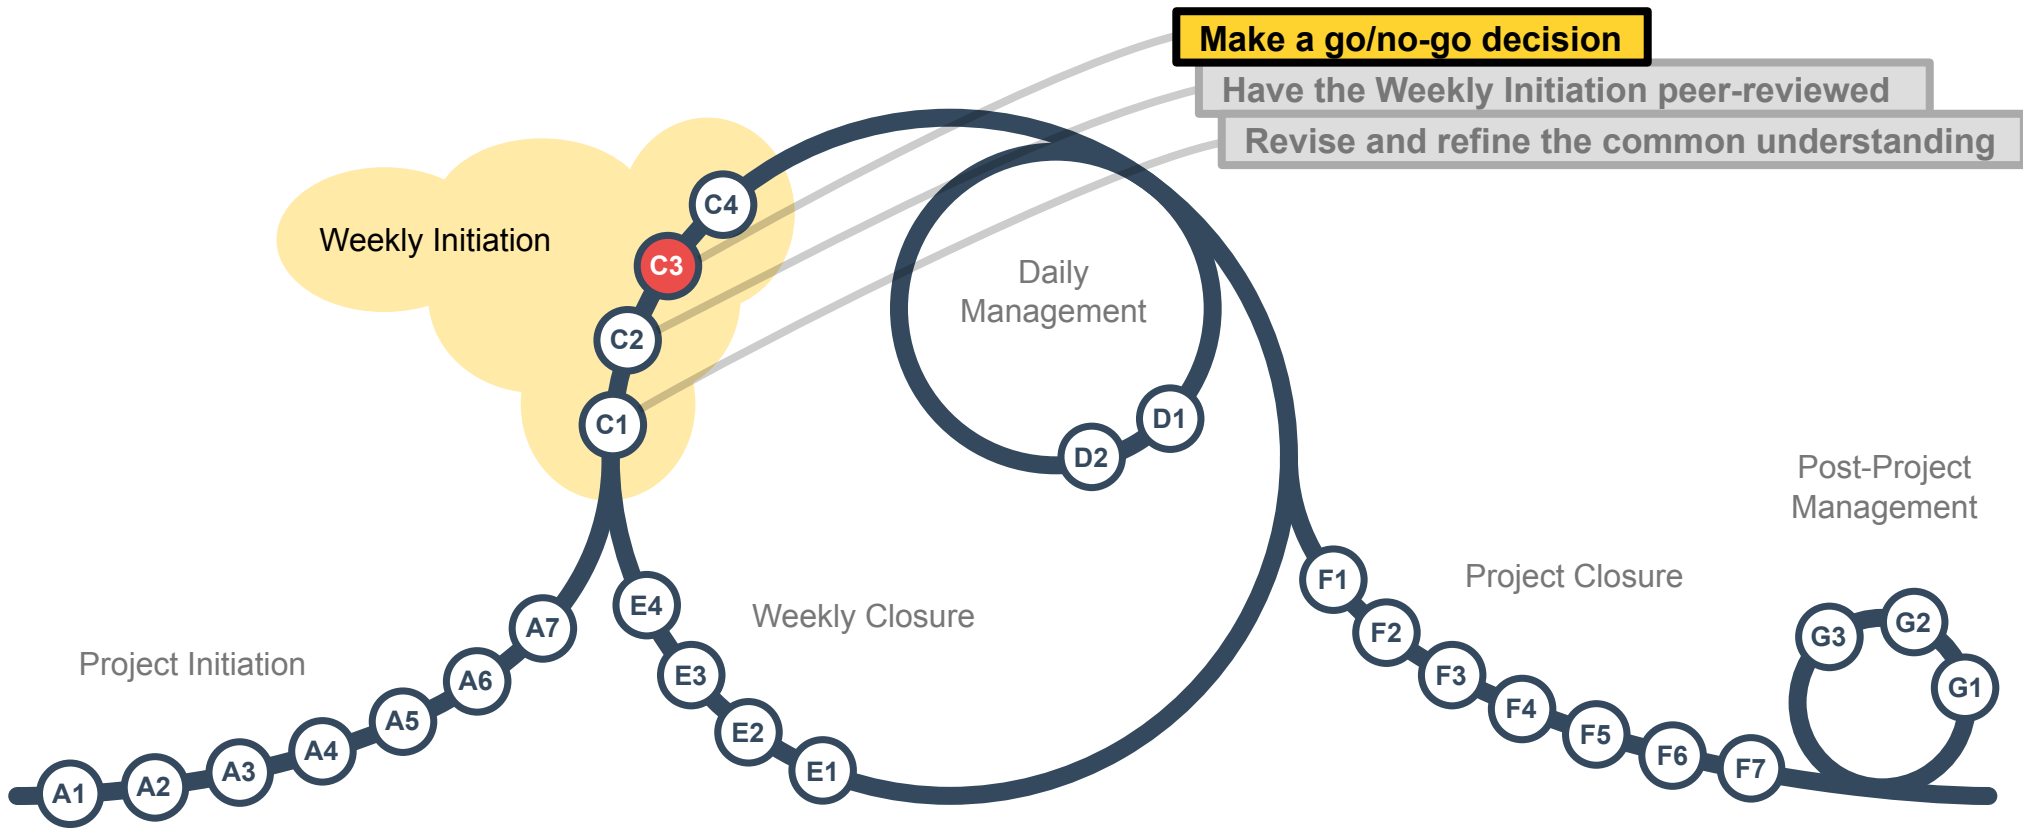 Make a go/no-go decision
Have the Weekly Initiation peer-reviewed
Revise and refine the common understanding
Weekly Initiation
C4
C3
C2
C1
Daily
Management
D1
D2
Post-Project
Management
Project Closure
Weekly Closure
Project Initiation
A1
A2
A3
A4
A5
A6
A7
E4
E3
E2
E1
F1
F2
F3
F4
F5
F6
F7
G3
G2
G1